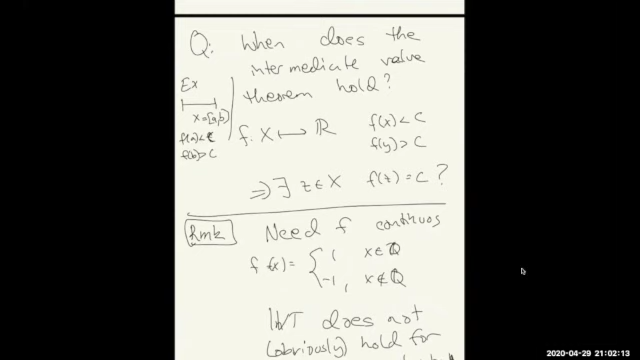 Q: When does the
intermediate value
theorem hold?
Ex
X=[a,b]
f(a)<C
f(b)>C
f: X ↦ ℝ
f(x)<C
f(y)>C
=> ∃ z∈X f(z)=C?
Rmk
Need f continuos
f(x)= { 1 x∈ℚ
-1, x∉ℚ
IVT does not
(obviously) hold for
2020-04-29 21:02:13